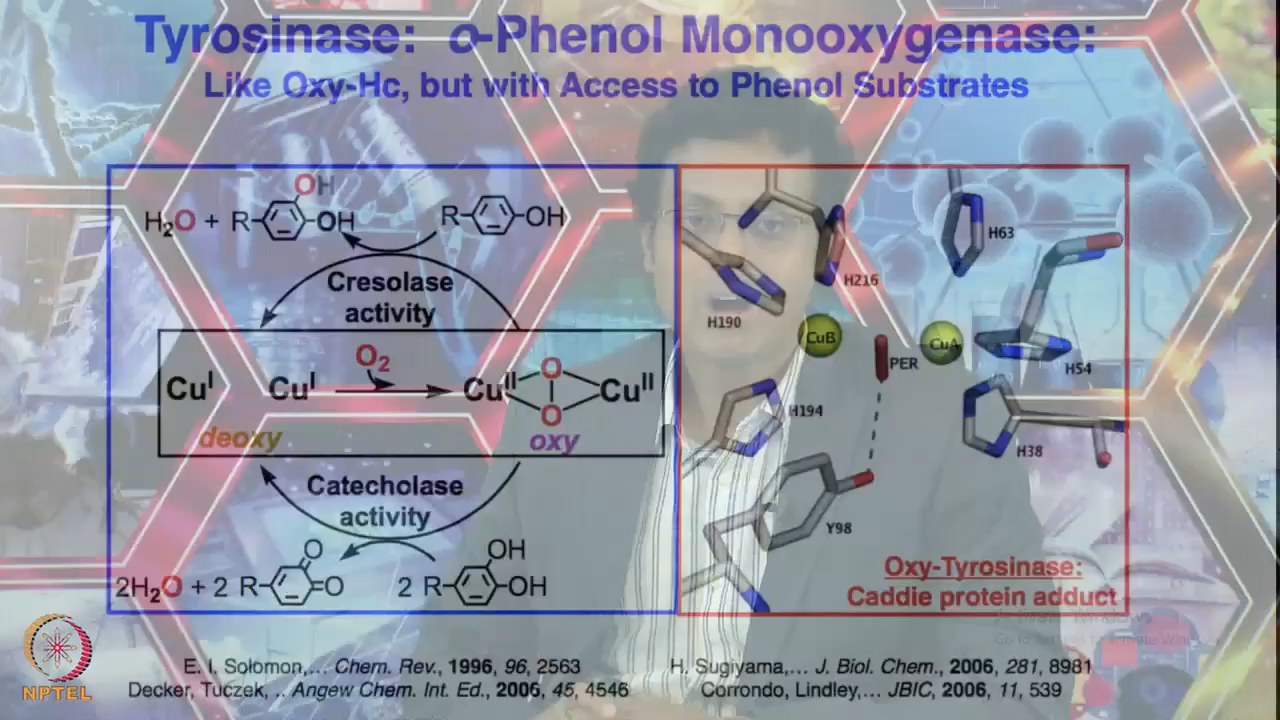 Tyrosinase: o-Phenol Monooxygenase:
Like Oxy-Hc, but with Access to Phenol Substrates
H₂O + R OH OH
R OH
Cresolase
activity
O₂
Cuᴵ Cuᴵ Cuᴵᴵ O O Cuᴵᴵ
deoxy oxy
Catecholase
activity
2H₂O + 2 R O O
2 R OH OH
H63
H216
H190
CuB
CuA
PER
H54
H194
H38
Y98
Oxy-Tyrosinase:
Caddie protein adduct
E. I. Solomon,... Chem. Rev., 1996, 96, 2563
Decker, Tuczek, .. Angew Chem. Int. Ed., 2005, 45, 4546
H. Sugiyama,... J. Biol. Chem., 2006, 281, 8981
Corrondo, Lindley,... JBIC, 2006, 11, 539
NPTEL